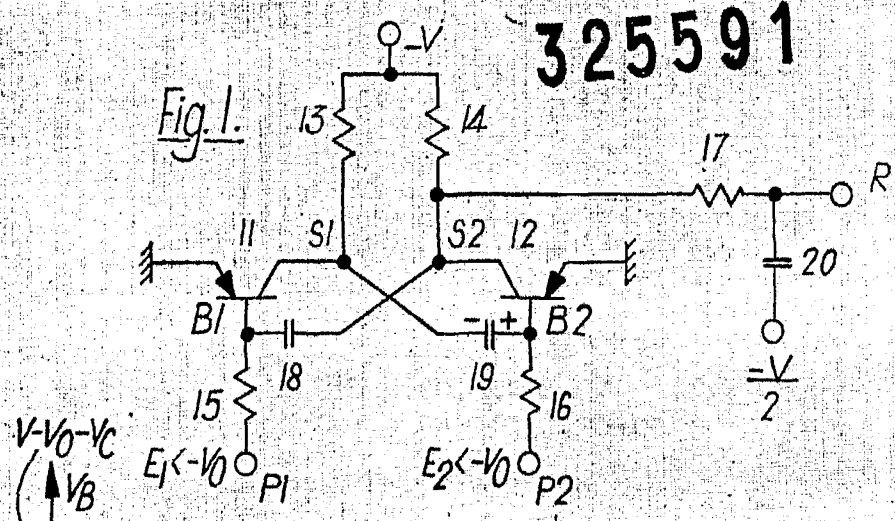 325591
-V
Fig. 1.
13
14
17
R
11
S1
S2
12
20
B1
- +
B2
18
19
-V
2
15
16
V-V0-VC
E1<-V0
P1
E2<-V0
P2
VB